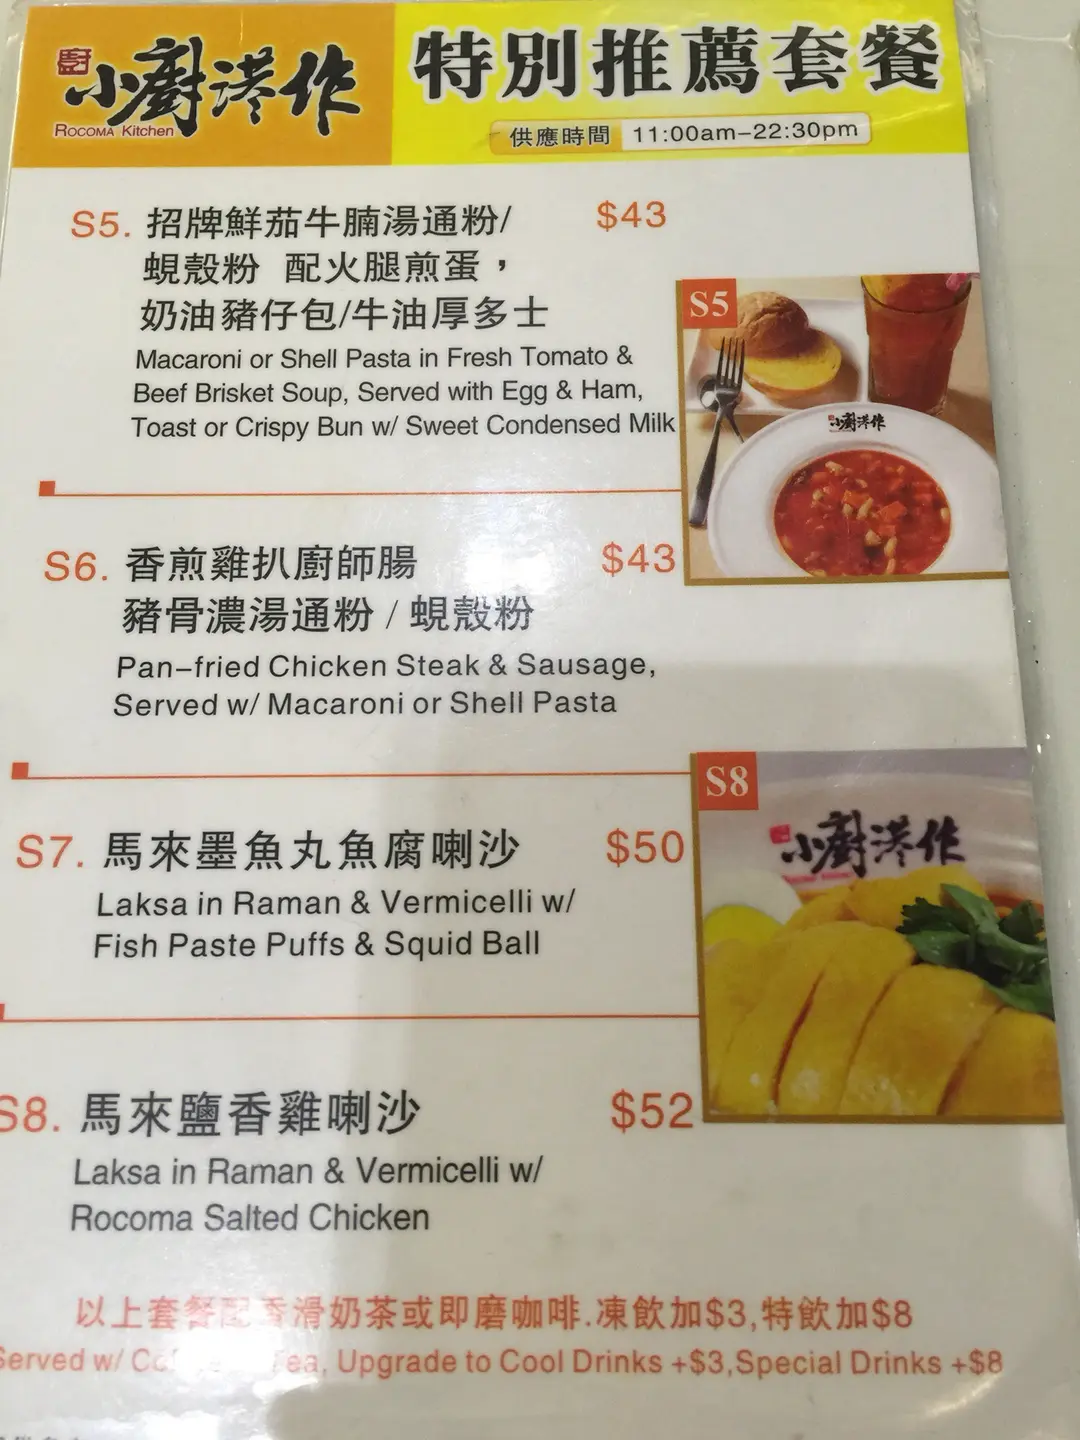 廚 小廚港作
ROCOMA Kitchen
特別推薦套餐
供應時間 11:00am-22:30pm
S5. 招牌鮮茄牛腩湯通粉/ $43
蜆殼粉 配火腿煎蛋，
奶油豬仔包/牛油厚多士
Macaroni or Shell Pasta in Fresh Tomato &
Beef Brisket Soup, Served with Egg & Ham,
Toast or Crispy Bun w/ Sweet Condensed Milk
S5
小廚港作
S6. 香煎雞扒廚師腸 $43
豬骨濃湯通粉 / 蜆殼粉
Pan-fried Chicken Steak & Sausage,
Served w/ Macaroni or Shell Pasta
S7. 馬來墨魚丸魚腐喇沙 $50
Laksa in Raman & Vermicelli w/
Fish Paste Puffs & Squid Ball
S8
小廚港作
S8. 馬來鹽香雞喇沙 $52
Laksa in Raman & Vermicelli w/
Rocoma Salted Chicken
以上套餐配香滑奶茶或即磨咖啡.凍飲加$3,特飲加$8
Served w/ Tea, Upgrade to Cool Drinks +$3,Special Drinks +$8